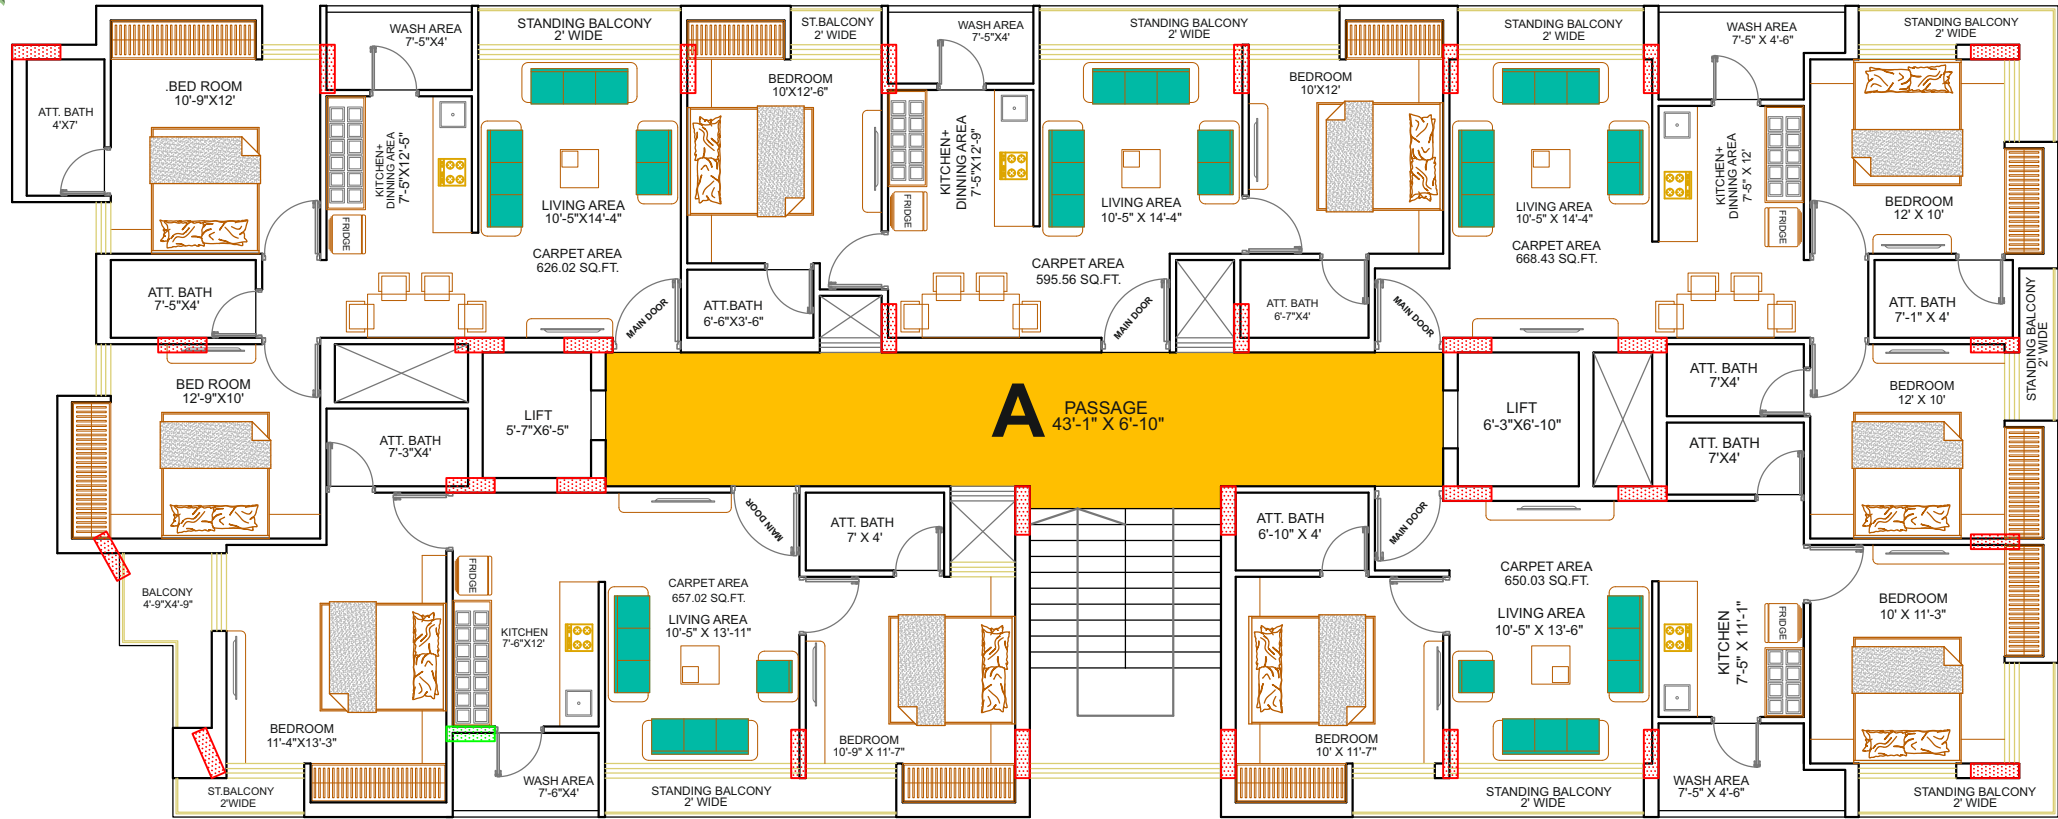 WASH AREA
7'-5"X4'
STANDING BALCONY
2' WIDE
ST.BALCONY
2' WIDE
WASH AREA
7'-5"X4'
STANDING BALCONY
2' WIDE
STANDING BALCONY
2' WIDE
WASH AREA
7'-5" X 4'-6"
STANDING BALCONY
2' WIDE
.BED ROOM
10'-9"X12'
ATT. BATH
4'X7'
KITCHEN+
DINNING AREA
7'-5"X12'-5"
FRIDGE
LIVING AREA
10'-5"X14'-4"
CARPET AREA
626.02 SQ.FT.
BEDROOM
10'X12'-6"
KITCHEN+
DINNING AREA
7'-5"X12'-9"
FRIDGE
LIVING AREA
10'-5" X 14'-4"
CARPET AREA
595.56 SQ.FT.
BEDROOM
10'X12'
LIVING AREA
10'-5" X 14'-4"
CARPET AREA
668.43 SQ.FT.
KITCHEN+
DINNING AREA
7'-5" X 12'
FRIDGE
BEDROOM
12' X 10'
ATT. BATH
7'-5"X4'
MAIN DOOR
ATT.BATH
6'-6"X3'-6"
MAIN DOOR
ATT. BATH
6'-7"X4'
MAIN DOOR
ATT. BATH
7'-1" X 4'
STANDING BALCONY
2' WIDE
BED ROOM
12'-9"X10'
ATT. BATH
7'-3"X4'
LIFT
5'-7"X6'-5"
A
PASSAGE
43'-1" X 6'-10"
LIFT
6'-3"X6'-10"
ATT. BATH
7'X4'
ATT. BATH
7'X4'
BEDROOM
12' X 10'
MAIN DOOR
ATT. BATH
7' X 4'
ATT. BATH
6'-10" X 4'
MAIN DOOR
BALCONY
4'-9"X4'-9"
FRIDGE
KITCHEN
7'-6"X12'
CARPET AREA
657.02 SQ.FT.
LIVING AREA
10'-5" X 13'-11"
CARPET AREA
650.03 SQ.FT.
LIVING AREA
10'-5" X 13'-6"
KITCHEN
7'-5" X 11'-1"
FRIDGE
BEDROOM
10' X 11'-3"
BEDROOM
11'-4"X13'-3"
BEDROOM
10'-9" X 11'-7"
BEDROOM
10' X 11'-7"
ST.BALCONY
2'WIDE
WASH AREA
7'-6"X4'
STANDING BALCONY
2' WIDE
STANDING BALCONY
2' WIDE
WASH AREA
7'-5" X 4'-6"
STANDING BALCONY
2' WIDE